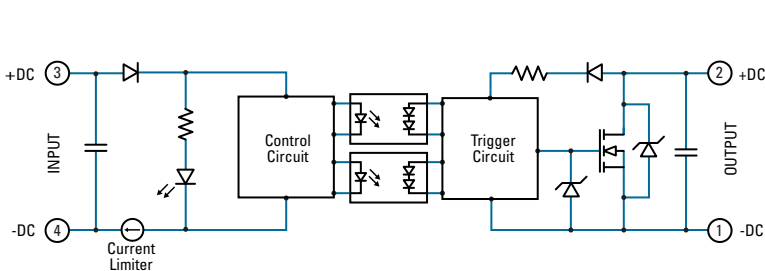 +DC 3
2 +DC
INPUT
Control
Circuit
Trigger
Circuit
OUTPUT
-DC 4
1 -DC
Current
Limiter